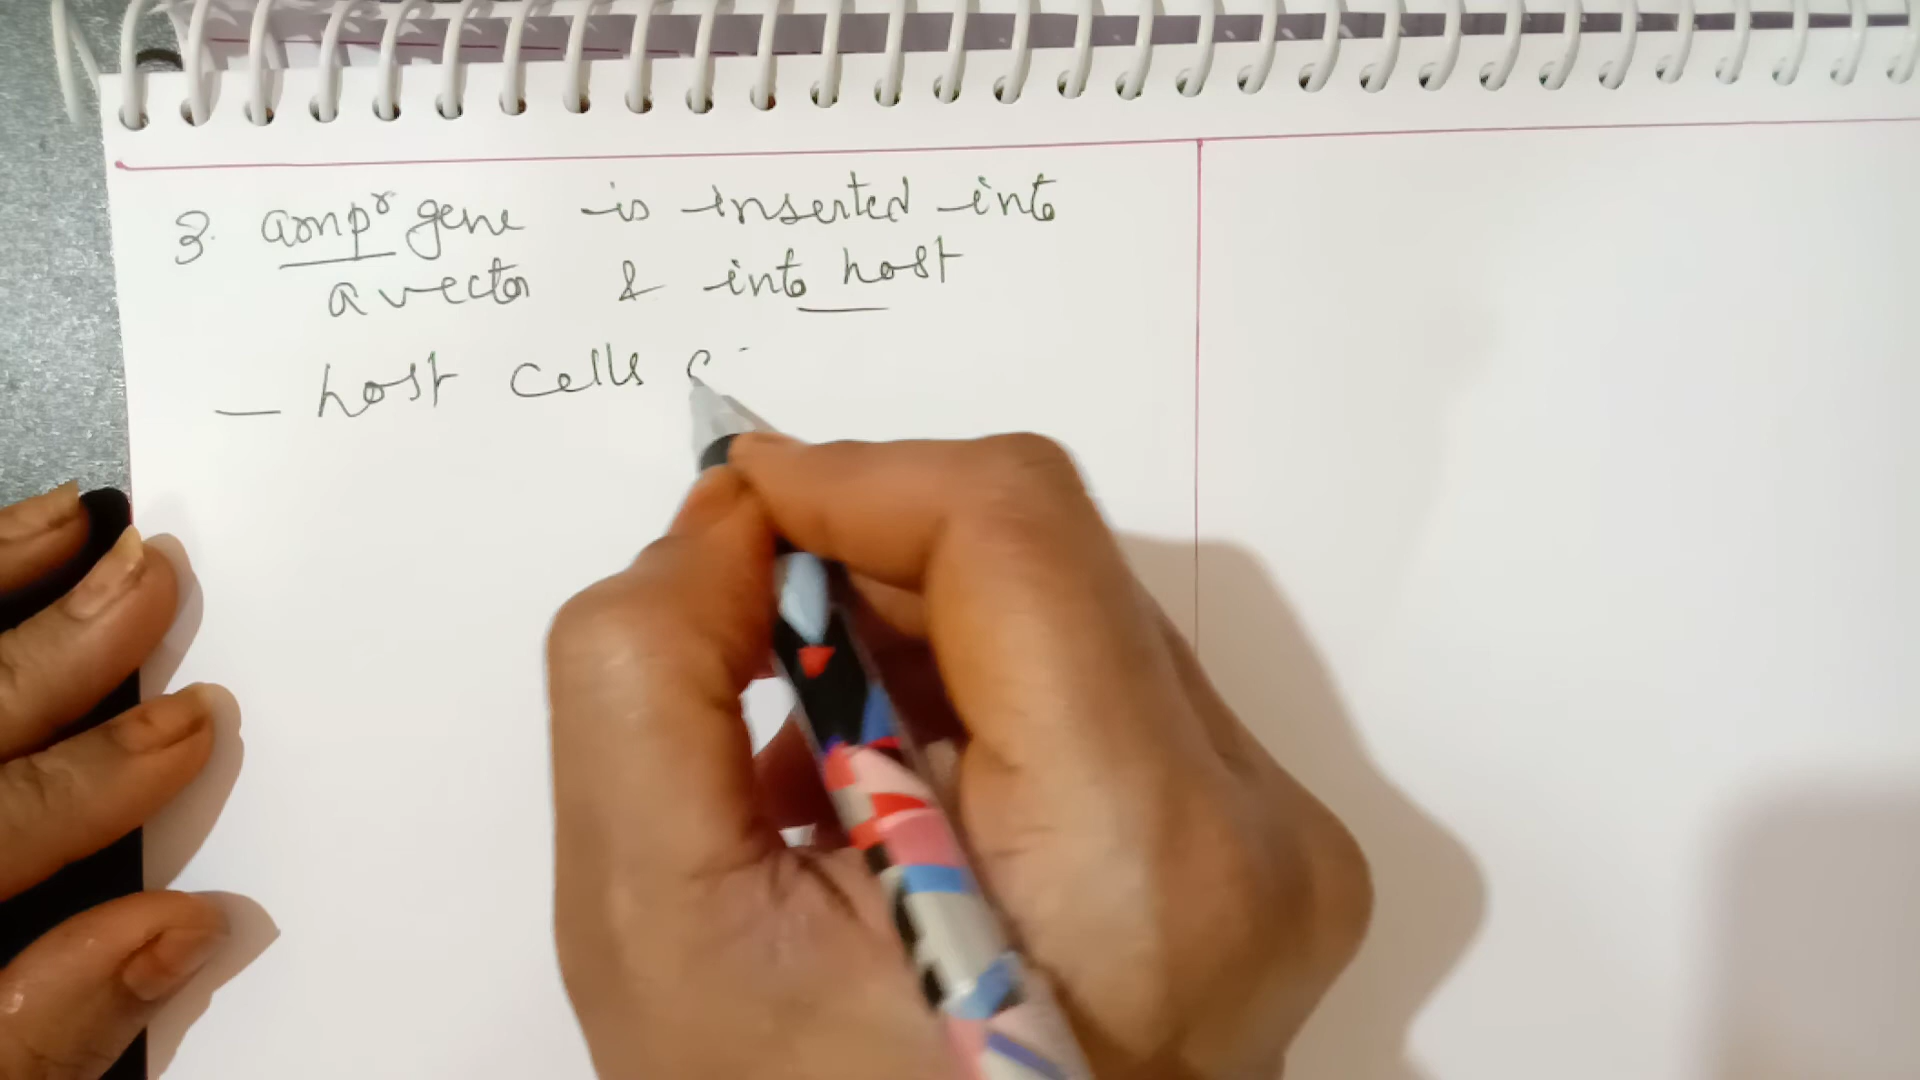 3. ampʳ gene is inserted into
a vector & into host
— host cells a